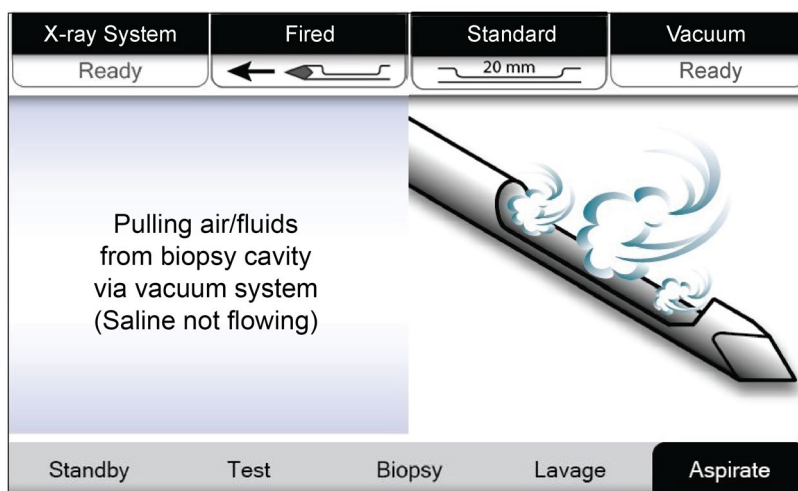 X-ray System
Fired
Standard
Vacuum
Ready
20 mm
Ready
Pulling air/fluids
from biopsy cavity
via vacuum system
(Saline not flowing)
Standby
Test
Biopsy
Lavage
Aspirate